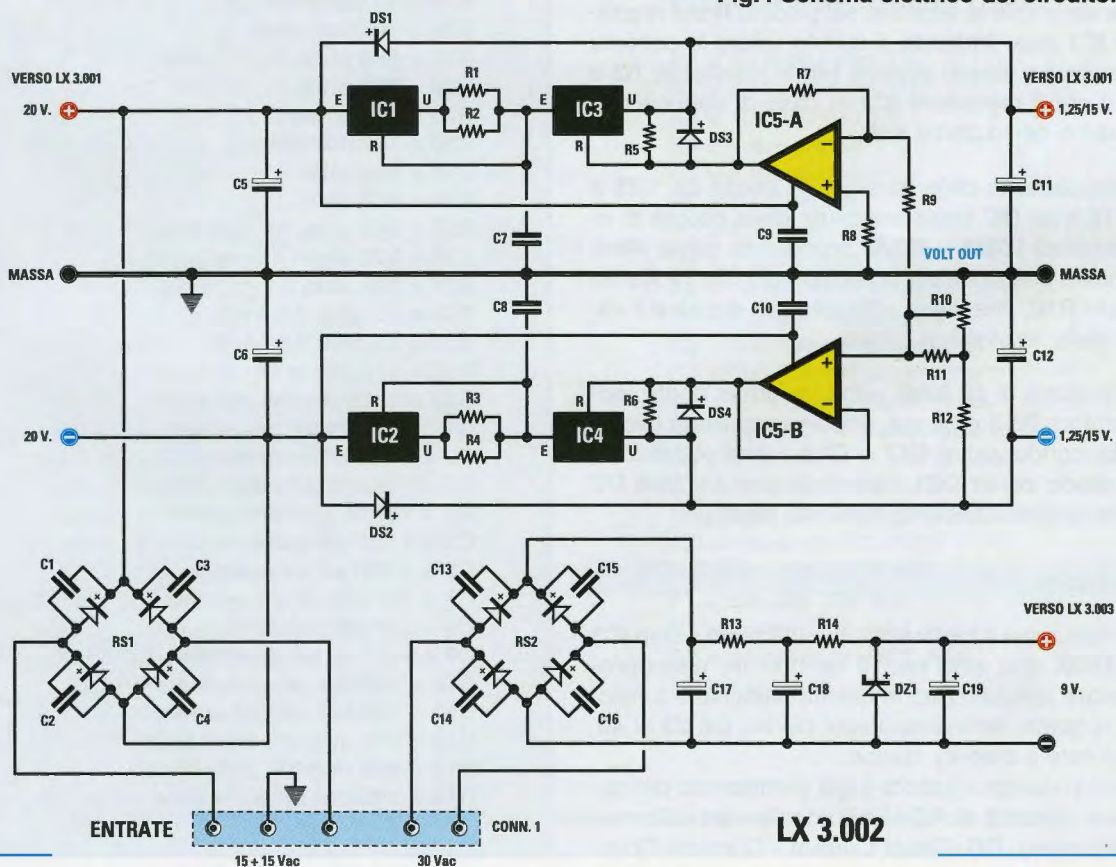 Fig.4 Schema elettrico del circuito.
DS1
VERSO LX 3.001
20 V.
E IC1 U
R
R1
R2
E IC3 U
R
R5
DS3
R7
IC5-A
R8
R9
VERSO LX 3.001
1,25/15 V.
C5
C7
C9
C11
MASSA
VOLT OUT
MASSA
C6
C8
C10
R10
R11
R12
C12
20 V.
R
E IC2 U
R3
R4
R
E IC4 U
R6
DS4
IC5-B
1,25/15 V.
DS2
C1
C3
RS1
C2
C4
C13
C15
RS2
C14
C16
R13
R14
C17
C18
DZ1
C19
VERSO LX 3.003
9 V.
ENTRATE
CONN. 1
15 + 15 Vac
30 Vac
LX 3.002